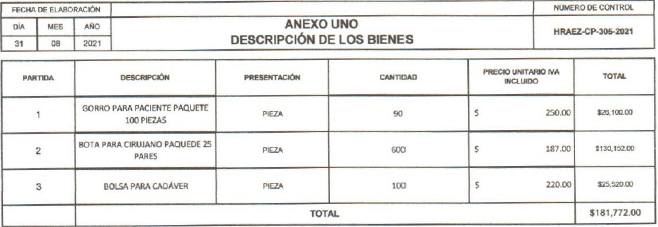 FECHA DE ELABORACIÓN
DÍA MES AÑO
31 08 2021
ANEXO UNO
DESCRIPCIÓN DE LOS BIENES
NÚMERO DE CONTROL
HRAEZ-CP-305-2021
PARTIDA DESCRIPCIÓN PRESENTACIÓN CANTIDAD PRECIO UNITARIO IVA INCLUIDO TOTAL
1 GORRO PARA PACIENTE PAQUETE 100 PIEZAS PIEZA 90 $ 250.00 $26,100.00
2 BOTA PARA CIRUJANO PAQUEDE 25 PARES PIEZA 600 $ 187.00 $130,152.00
3 BOLSA PARA CADÁVER PIEZA 100 $ 220.00 $25,520.00
TOTAL $181,772.00